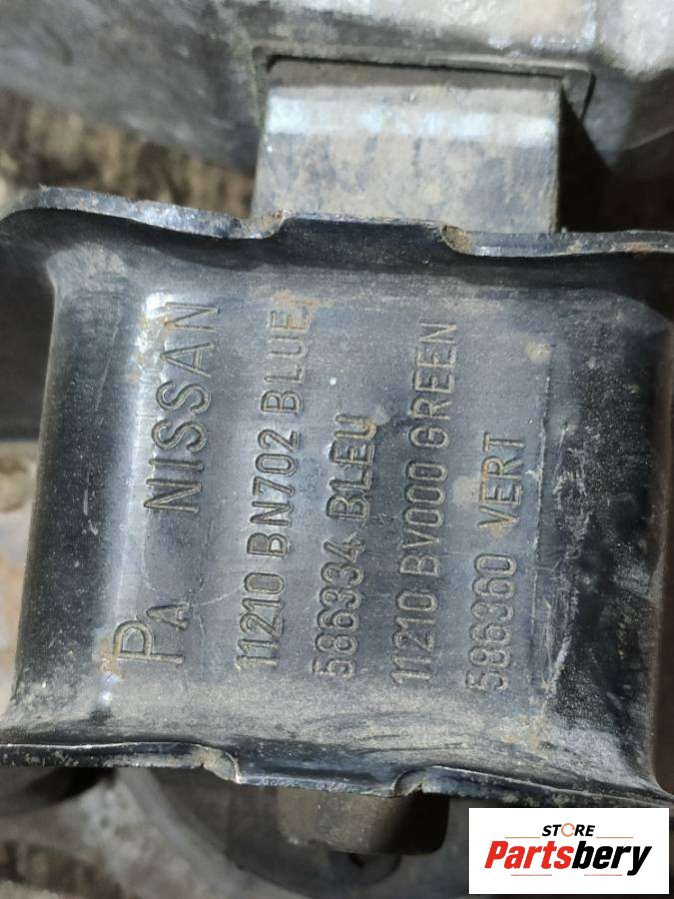 PA NISSAN
11210 BN702 BLUE
586334 BLEU
11210 BV000 GREEN
586360 VERT
STORE
Partsbery